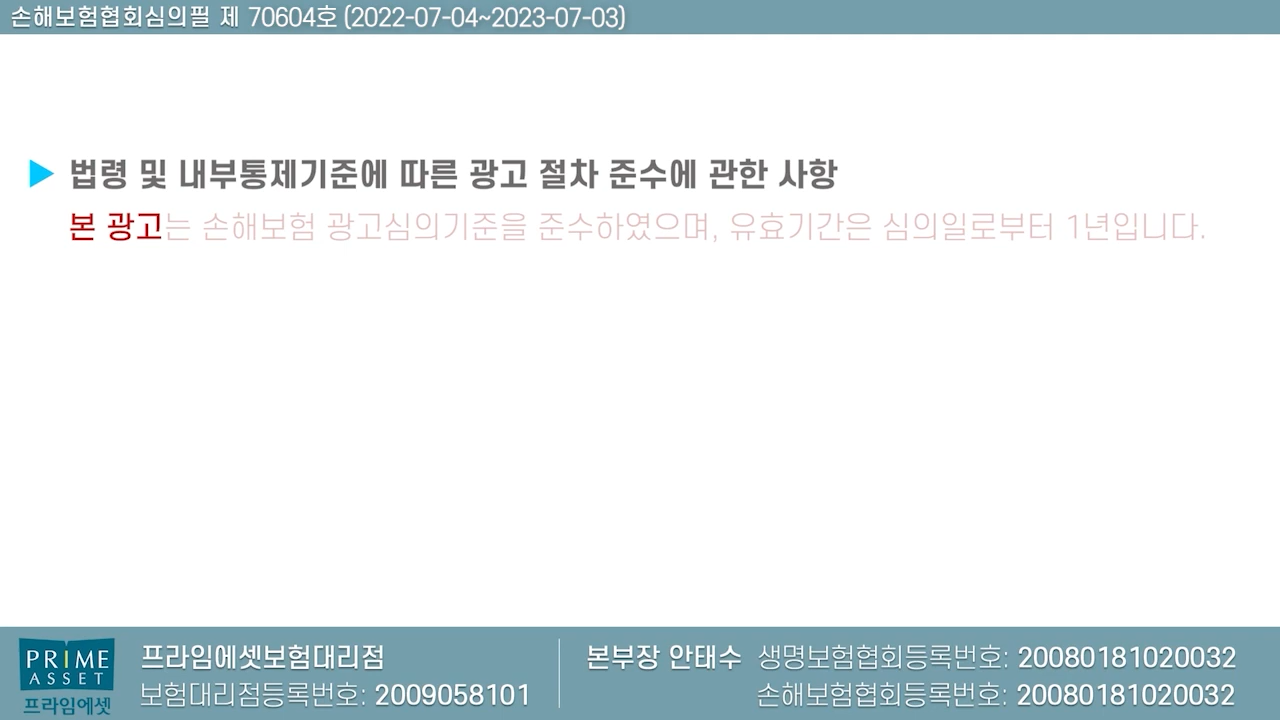 손해보험협회심의필 제 70604호 (2022-07-04~2023-07-03)
▶ 법령 및 내부통제기준에 따른 광고 절차 준수에 관한 사항
본 광고는 손해보험 광고심의기준을 준수하였으며, 유효기간은 심의일로부터 1년입니다.
PRIME
ASSET
프라임에셋
프라임에셋보험대리점
보험대리점등록번호: 2009058101
본부장 안태수 생명보험협회등록번호: 20080181020032
손해보험협회등록번호: 20080181020032